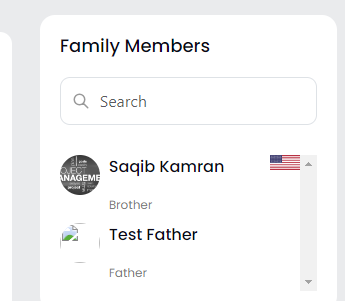 Family Members
Search
Saqib Kamran
Brother
Test Father
Father